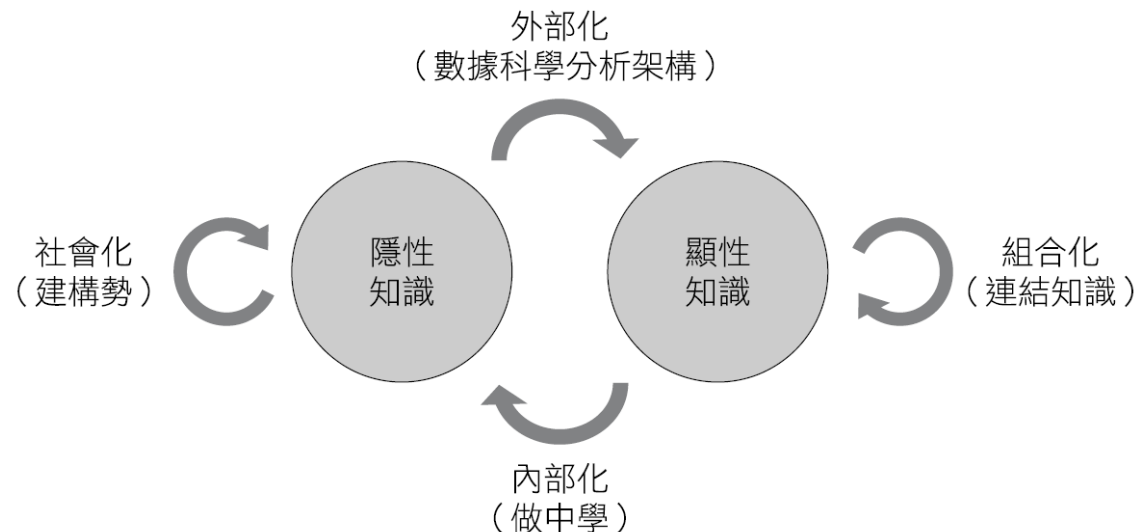 外部化
（數據科學分析架構）
社會化
（建構勢）
隱性
知識
顯性
知識
組合化
（連結知識）
內部化
（做中學）